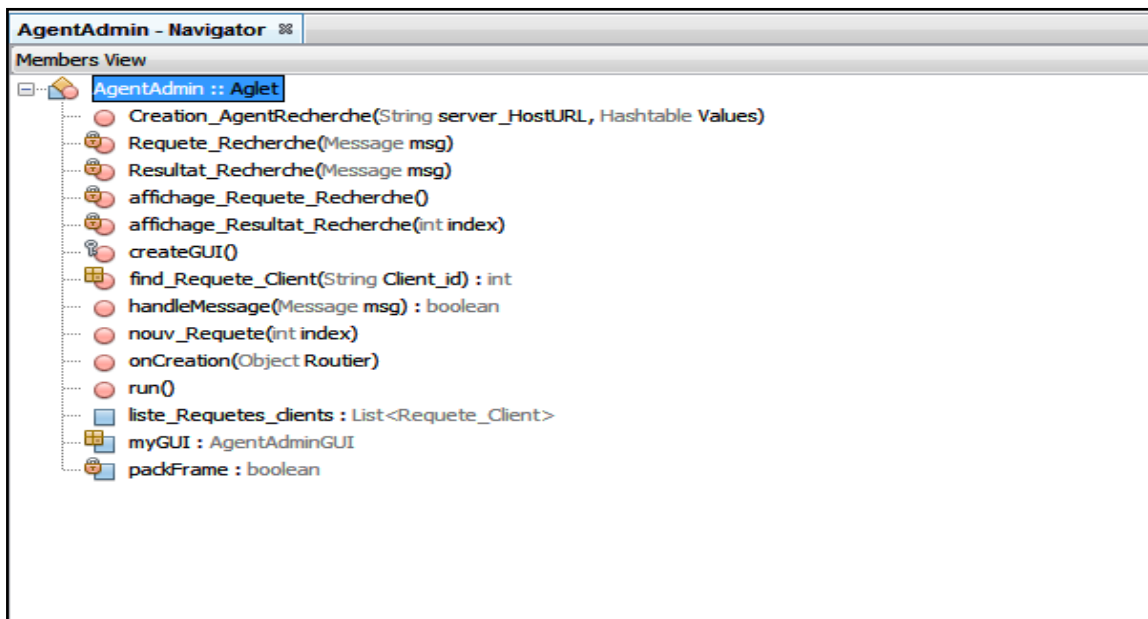 AgentAdmin - Navigator
Members View
AgentAdmin :: Aglet
Creation_AgentRecherche(String server_HostURL, Hashtable Values)
Requete_Recherche(Message msg)
Resultat_Recherche(Message msg)
affichage_Requete_Recherche()
affichage_Resultat_Recherche(int index)
createGUI()
find_Requete_Client(String Client_id) : int
handleMessage(Message msg) : boolean
nouv_Requete(int index)
onCreation(Object Routier)
run()
liste_Requetes_clients : List<Requete_Client>
myGUI : AgentAdminGUI
packFrame : boolean